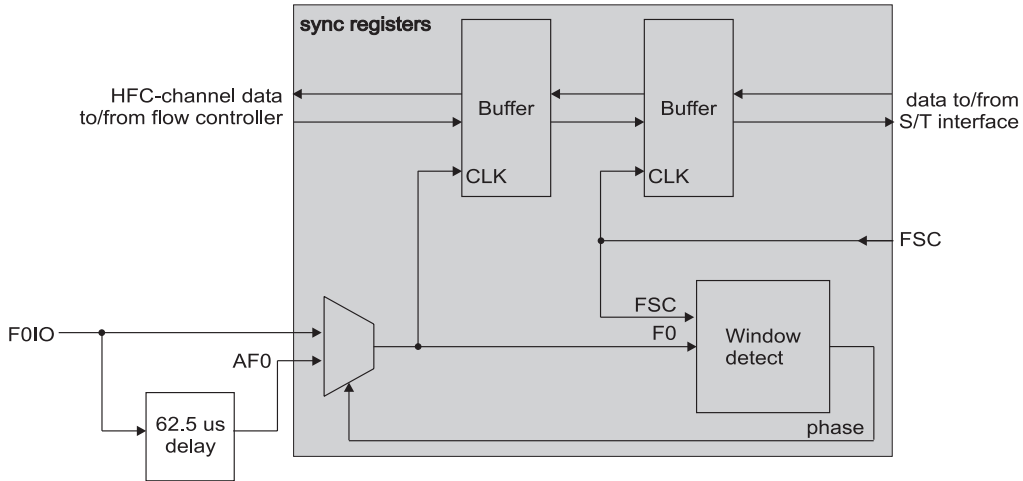 sync registers
HFC-channel data
to/from flow controller
Buffer
Buffer
data to/from
S/T interface
CLK
CLK
FSC
FSC
F0
F0IO
AF0
Window
detect
62.5 us
delay
phase